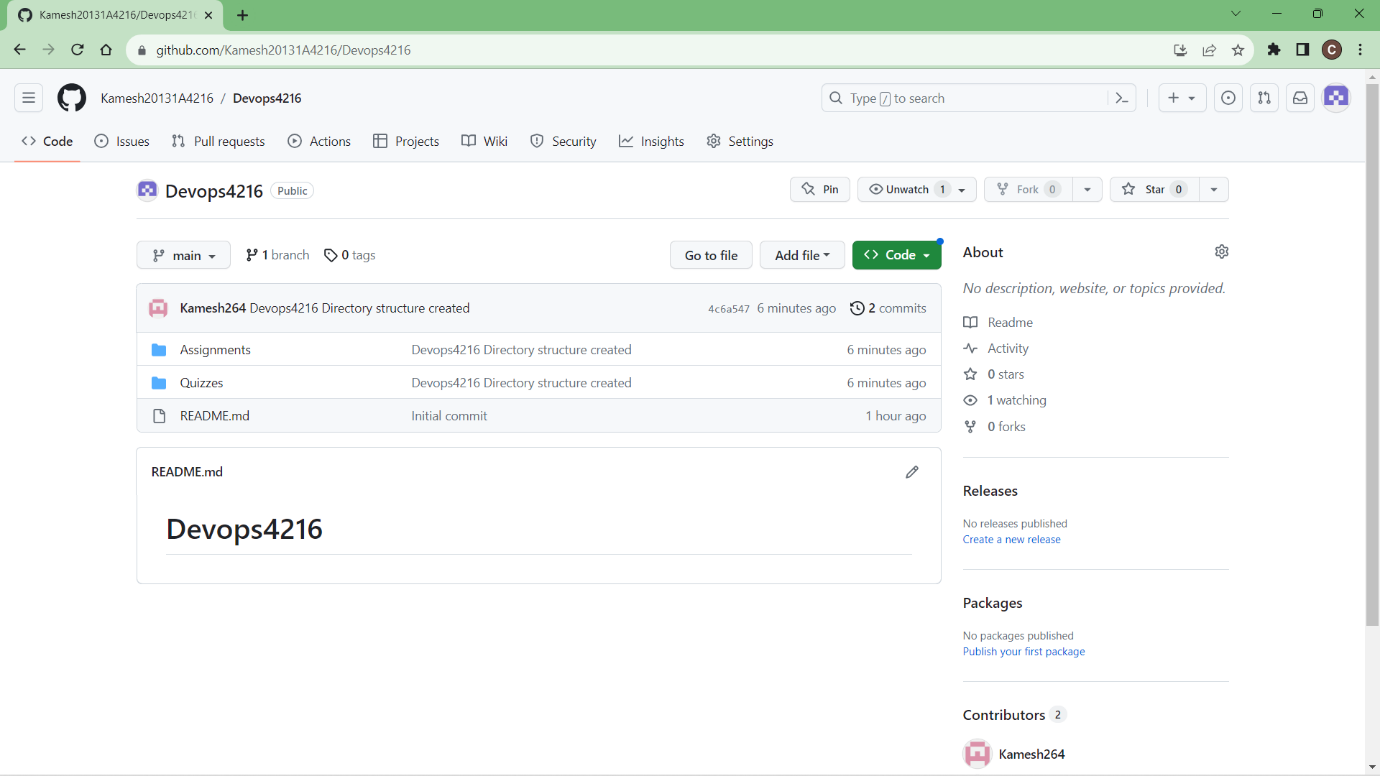 Kamesh20131A4216/Devops4216
github.com/Kamesh20131A4216/Devops4216
C
Kamesh20131A4216 / Devops4216
Type / to search
Code Issues Pull requests Actions Projects Wiki Security Insights Settings
Devops4216 Public
Pin Unwatch 1 Fork 0 Star 0
main 1 branch 0 tags Go to file Add file Code
Kamesh264 Devops4216 Directory structure created 4c6a547 6 minutes ago 2 commits
Assignments Devops4216 Directory structure created 6 minutes ago
Quizzes Devops4216 Directory structure created 6 minutes ago
README.md Initial commit 1 hour ago
README.md
Devops4216
About
No description, website, or topics provided.
Readme
Activity
0 stars
1 watching
0 forks
Releases
No releases published
Create a new release
Packages
No packages published
Publish your first package
Contributors 2
Kamesh264